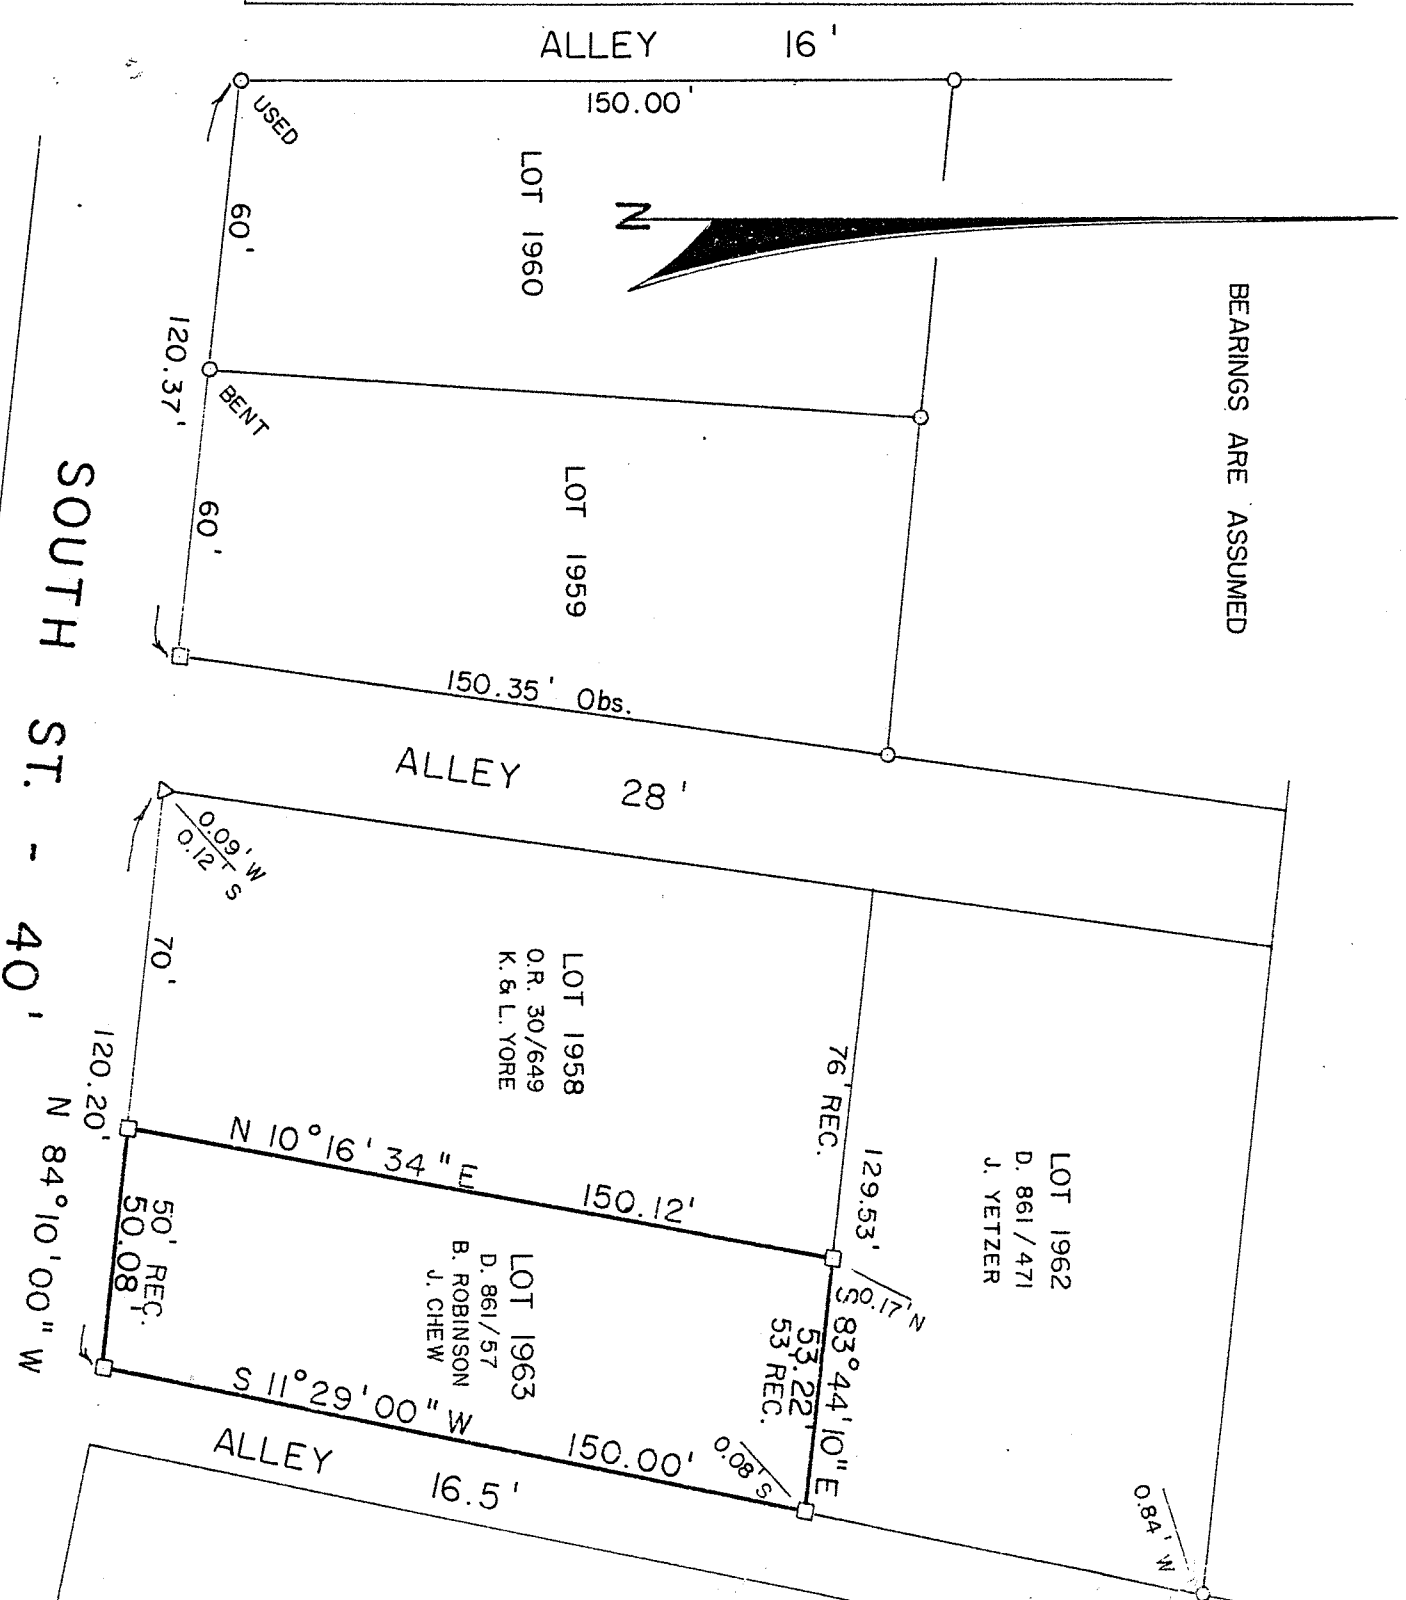 ALLEY 16'
150.00'
USED
60'
LOT 1960
N
BEARINGS ARE ASSUMED
120.37'
BENT
60'
LOT 1959
150.35' Obs.
ALLEY 28'
SOUTH ST. - 40'
0.09' W
0.12' S
70'
LOT 1958
O.R. 30/649
K. & L. YORE
76' REC.
129.53'
LOT 1962
D. 861/471
J. YETZER
120.20'
N 84°10'00" W
N 10°16'34" E 150.12'
50' REC.
50.08'
0.17' N
S 83°44'10" E
53.22'
53' REC.
LOT 1963
D. 861/57
B. ROBINSON
J. CHEW
S 11°29'00" W 150.00'
0.08' S
ALLEY 16.5'
0.84' W